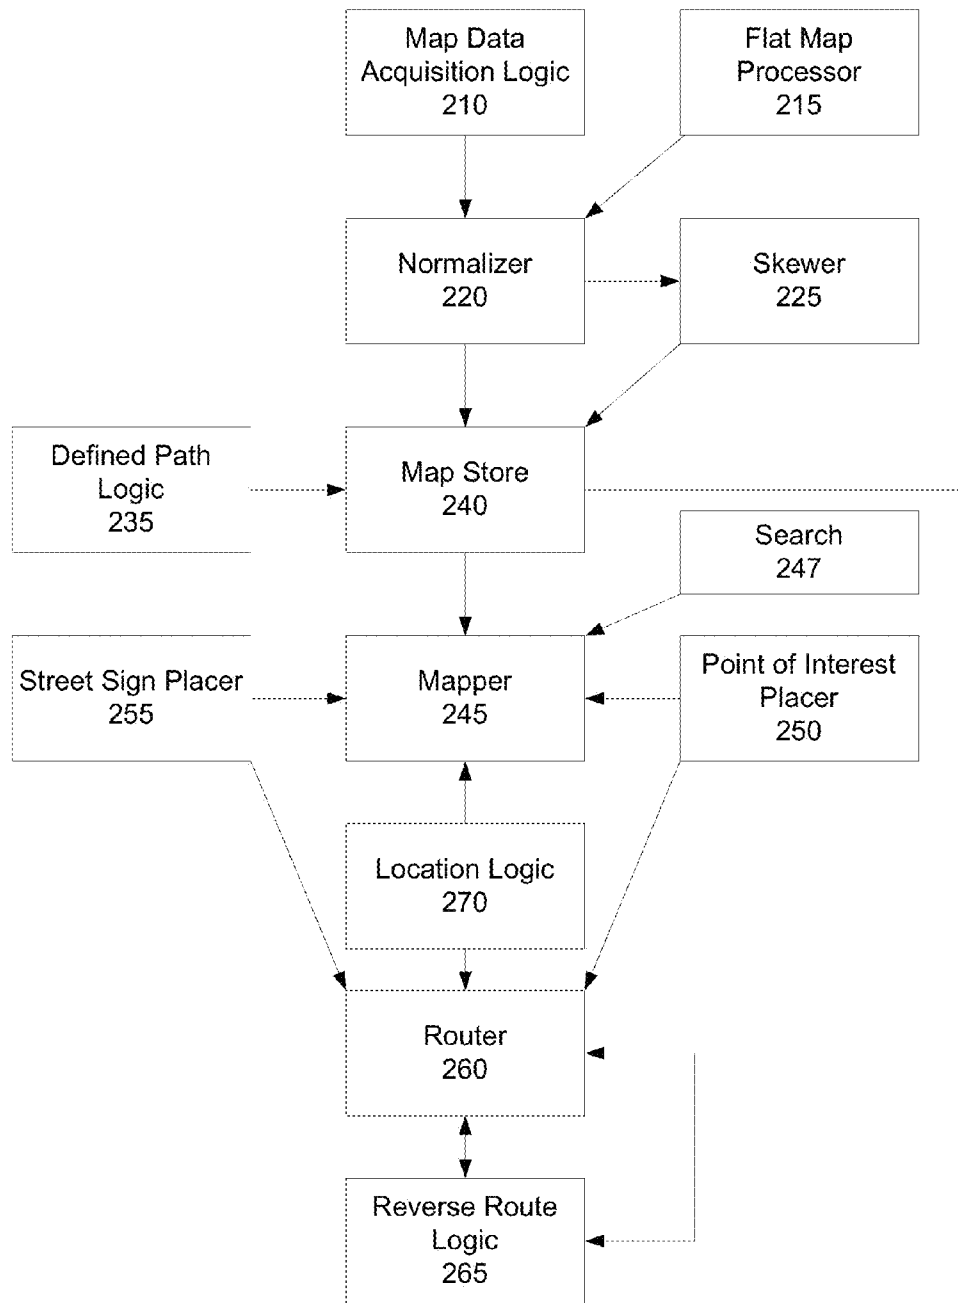 Map Data
Acquisition Logic
210
Flat Map
Processor
215
Normalizer
220
Skewer
225
Defined Path
Logic
235
Map Store
240
Search
247
Street Sign Placer
255
Mapper
245
Point of Interest
Placer
250
Location Logic
270
Router
260
Reverse Route
Logic
265